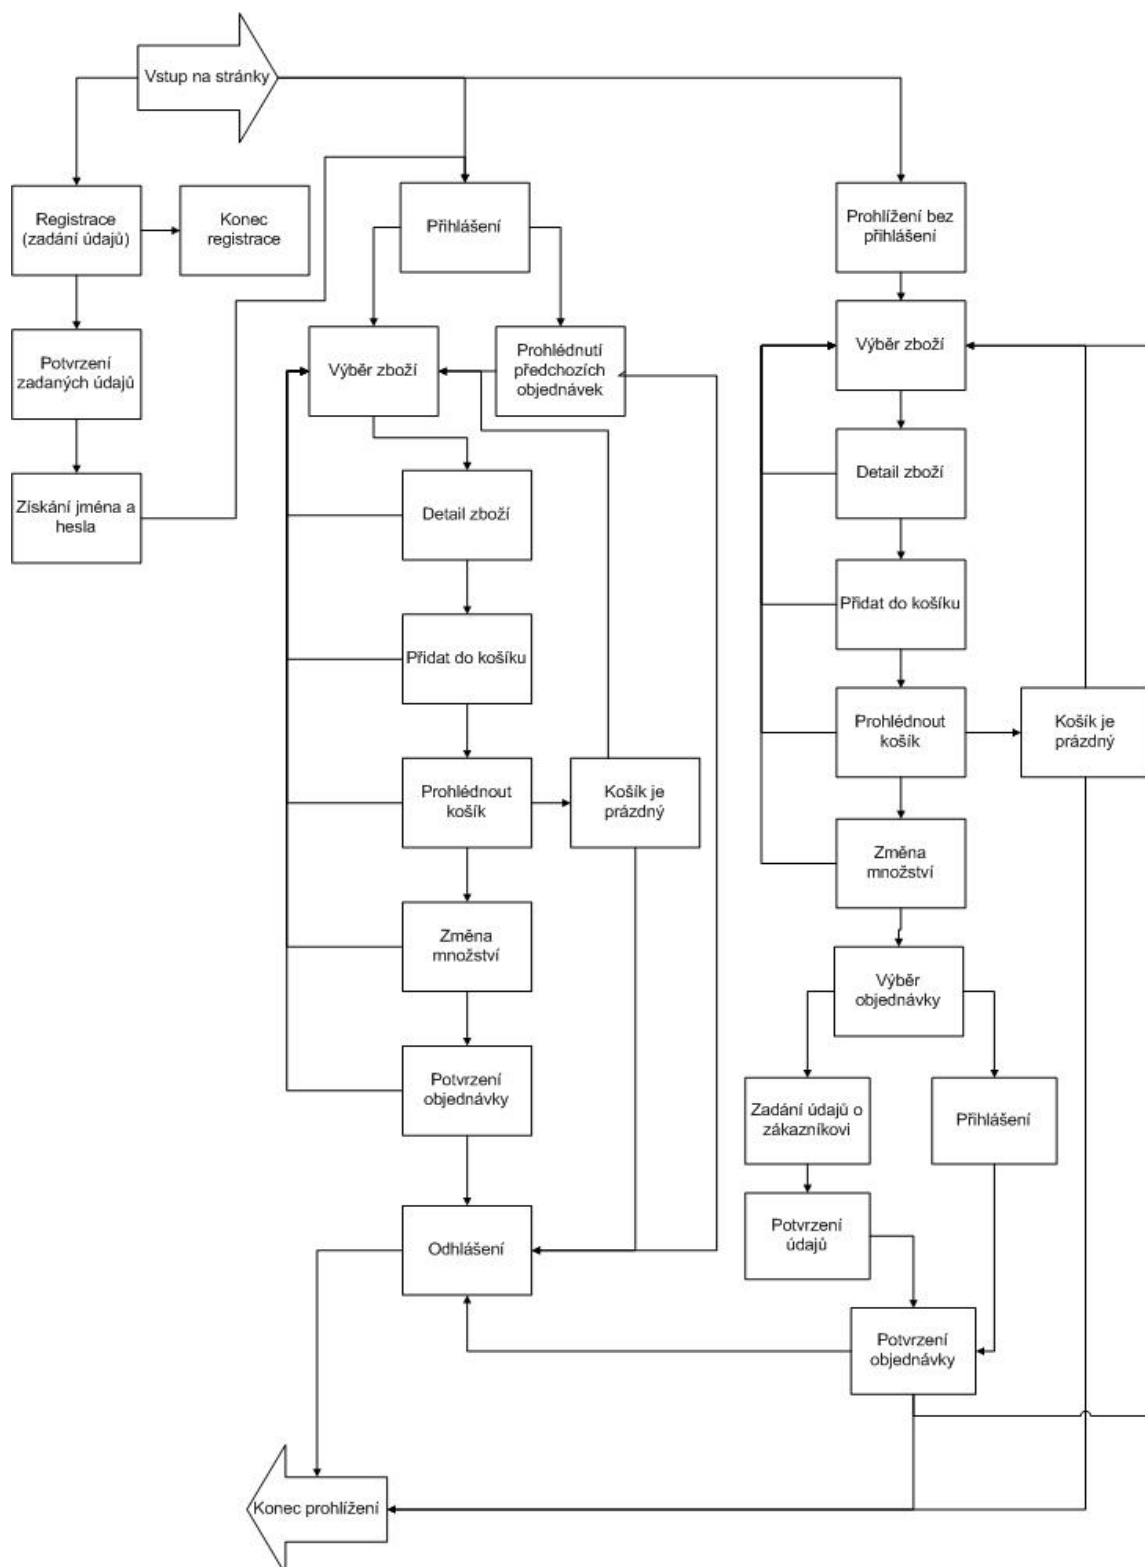 Vstup na stránky
Registrace
(zadání údajů)
Konec
registrace
Potvrzení
zadaných údajů
Získání jména a
hesla
Přihlášení
Výběr zboží
Prohlédnutí
předchozích
objednávek
Detail zboží
Přidat do košíku
Prohlédnout
košík
Košík je
prázdný
Změna
množství
Potvrzení
objednávky
Odhlášení
Prohlížení bez
přihlášení
Výběr zboží
Detail zboží
Přidat do košíku
Prohlédnout
košík
Košík je
prázdný
Změna
množství
Výběr
objednávky
Zadání údajů o
zákazníkovi
Přihlášení
Potvrzení
údajů
Potvrzení
objednávky
Konec prohlížení